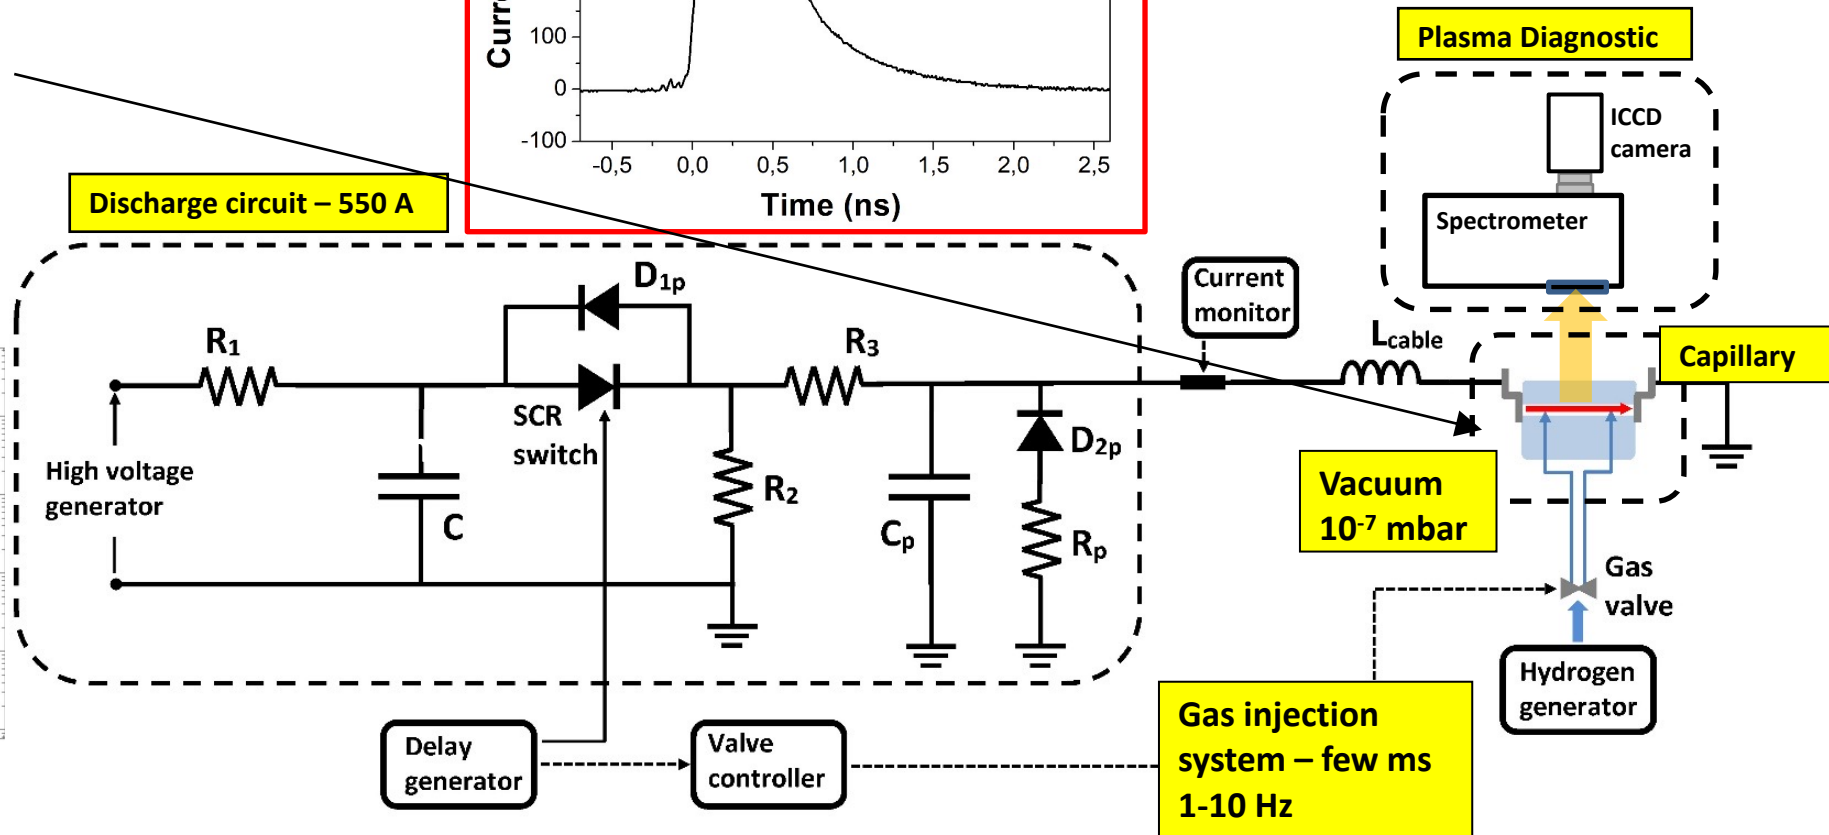 Curre
100
0
-100
-0,5 0,0 0,5 1,0 1,5 2,0 2,5
Time (ns)
Plasma Diagnostic
ICCD
camera
Spectrometer
Discharge circuit – 550 A
D1p
R1
SCR
switch
R3
High voltage
generator
C
R2
Cp
D2p
Rp
Current
monitor
Lcable
Capillary
Vacuum
10-7 mbar
Gas
valve
Hydrogen
generator
Delay
generator
Valve
controller
Gas injection
system – few ms
1-10 Hz